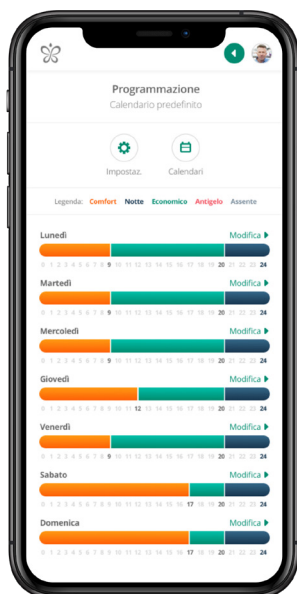 Programmazione
Calendario predefinito
Impostaz. Calendari
Legenda: Comfort Notte Economico Antigelo Assente
Lunedì Modifica
0 1 2 3 4 5 6 7 8 9 10 11 12 13 14 15 16 17 18 19 20 21 22 23 24
Martedì Modifica
0 1 2 3 4 5 6 7 8 9 10 11 12 13 14 15 16 17 18 19 20 21 22 23 24
Mercoledì Modifica
0 1 2 3 4 5 6 7 8 9 10 11 12 13 14 15 16 17 18 19 20 21 22 23 24
Giovedì Modifica
0 1 2 3 4 5 6 7 8 9 10 11 12 13 14 15 16 17 18 19 20 21 22 23 24
Venerdì Modifica
0 1 2 3 4 5 6 7 8 9 10 11 12 13 14 15 16 17 18 19 20 21 22 23 24
Sabato Modifica
0 1 2 3 4 5 6 7 8 9 10 11 12 13 14 15 16 17 18 19 20 21 22 23 24
Domenica Modifica
0 1 2 3 4 5 6 7 8 9 10 11 12 13 14 15 16 17 18 19 20 21 22 23 24